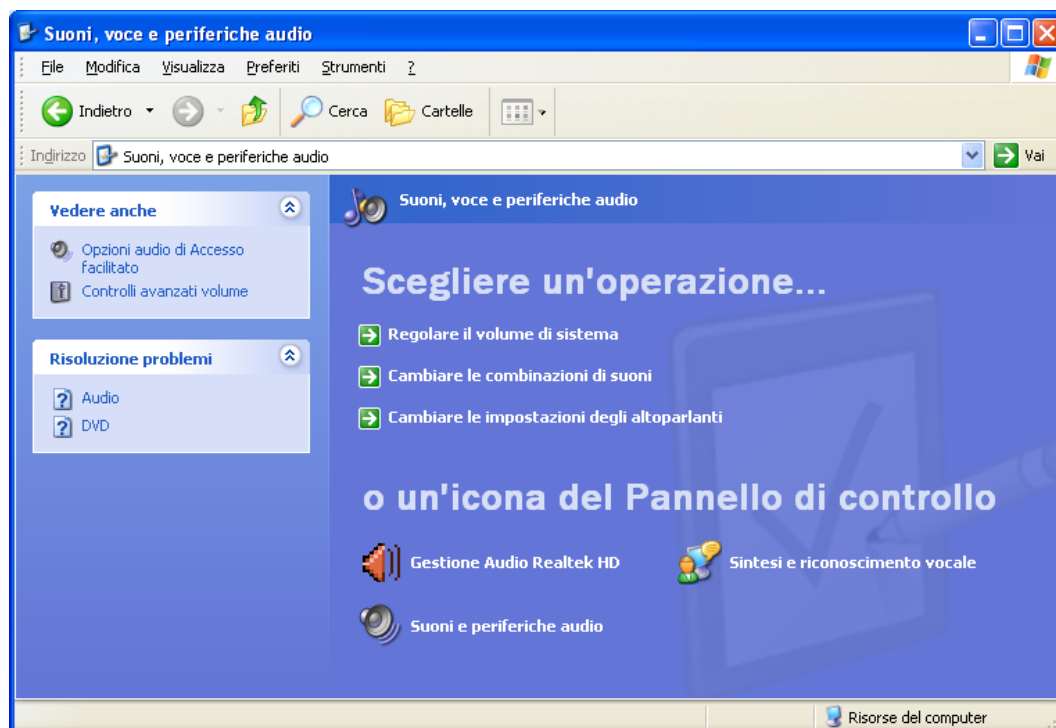 Suoni, voce e periferiche audio
File Modifica Visualizza Preferiti Strumenti ?
Indietro Cerca Cartelle
Indirizzo Suoni, voce e periferiche audio Vai
Vedere anche
Opzioni audio di Accesso
facilitato
Controlli avanzati volume
Risoluzione problemi
Audio
DVD
Suoni, voce e periferiche audio
Scegliere un'operazione...
Regolare il volume di sistema
Cambiare le combinazioni di suoni
Cambiare le impostazioni degli altoparlanti
o un'icona del Pannello di controllo
Gestione Audio Realtek HD
Sintesi e riconoscimento vocale
Suoni e periferiche audio
Risorse del computer